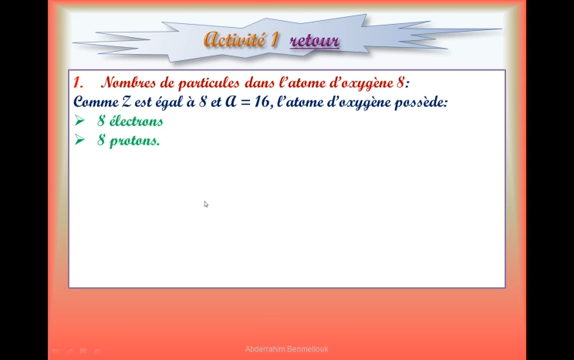 Activité 1 retour
1. Nombres de particules dans l'atome d'oxygène 8:
Comme Z est égal à 8 et A = 16, l'atome d'oxygène possède:
8 électrons
8 protons.
Abderrahim Benmellouk